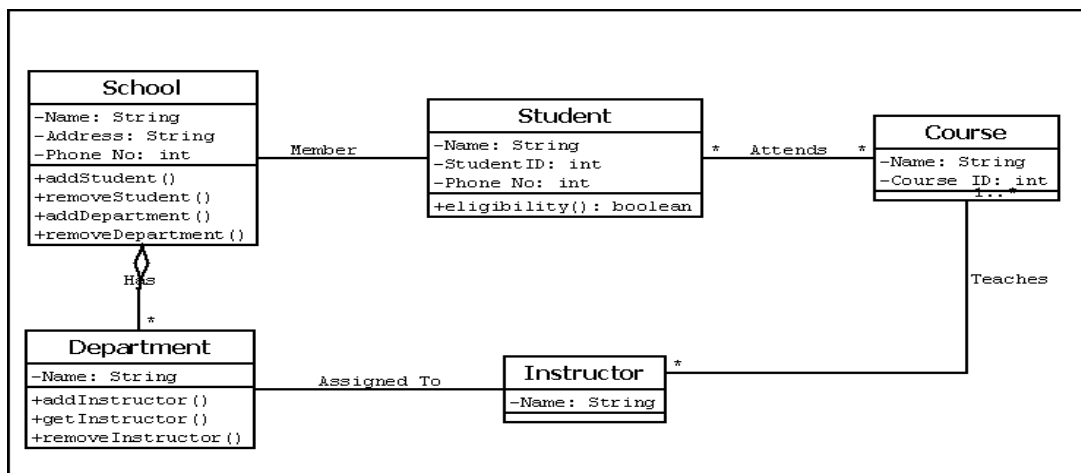 School
-Name: String
-Address: String
-Phone No: int
+addStudent()
+removeStudent()
+addDepartment()
+removeDepartment()
Member
Student
-Name: String
-StudentID: int
-Phone No: int
+eligibility(): boolean
* Attends *
Course
-Name: String
-Course ID: int
1..*
Has
*
Teaches
Department
-Name: String
+addInstructor()
+getInstructor()
+removeInstructor()
Assigned To
Instructor
-Name: String
*